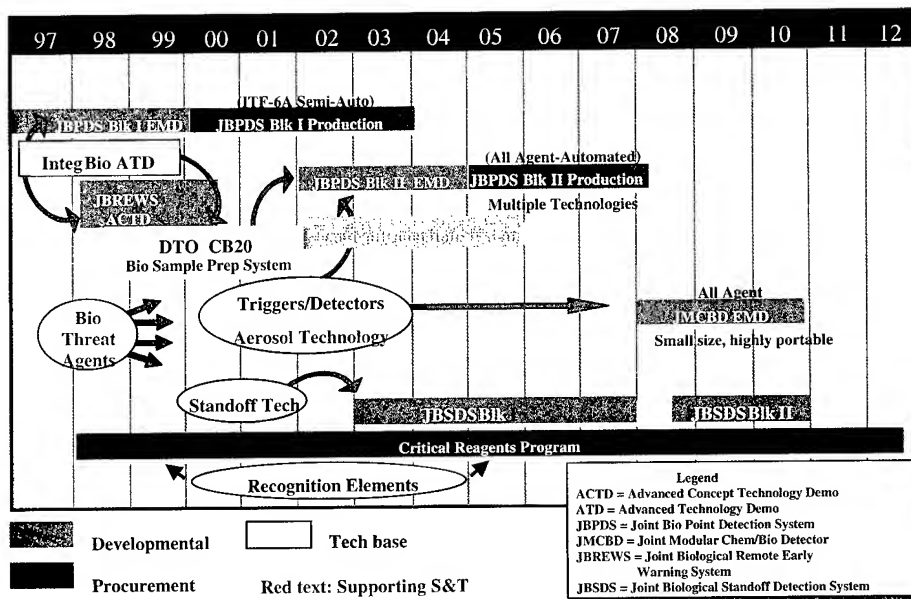 97 98 99 00 01 02 03 04 05 07 08 09 10 11 12
(ITF-6A Semi-Auto)
JBPDS Blk I EMD
JBPDS Blk I Production
Integ Bio ATD
(All Agent-Automated)
JBPDS Blk II EMD
JBPDS Blk II Production
JBREWS
ACTD
Multiple Technologies
DTO CB20
Bio Sample Prep System
Bio
Threat
Agents
Triggers/Detectors
Aerosol Technology
All Agent
JMCBD EMD
Small size, highly portable
Standoff Tech
JBSDS Blk
JBSDS Blk II
Critical Reagents Program
Recognition Elements
Legend
ACTD = Advanced Concept Technology Demo
ATD = Advanced Technology Demo
JBPDS = Joint Bio Point Detection System
JMCBD = Joint Modular Chem/Bio Detector
JBREWS = Joint Biological Remote Early
Warning System
JBSDS = Joint Biological Standoff Detection System
Developmental
Tech base
Procurement
Red text: Supporting S&T